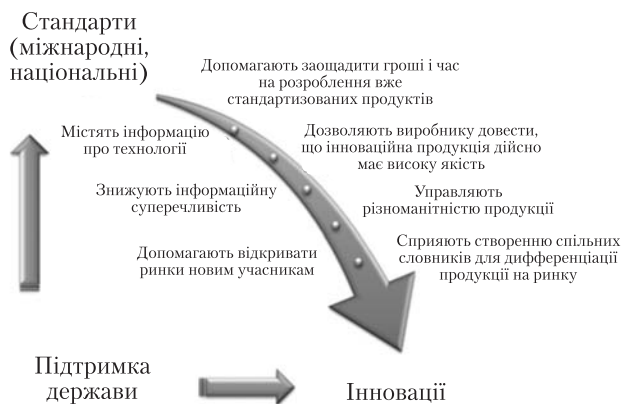 Стандарти
(міжнародні,
національні)
Допомагають заощадити гроші і час
на розроблення вже
стандартизованих продуктів
Містять інформацію
про технології
Дозволяють виробнику довести,
що інноваційна продукція дійсно
має високу якість
Знижують інформаційну
суперечливість
Управляють
різноманітністю продукції
Допомагають відкривати
ринки новим учасникам
Сприяють створенню спільних
словників для дифференціації
продукції на ринку
Підтримка
держави
Інновації